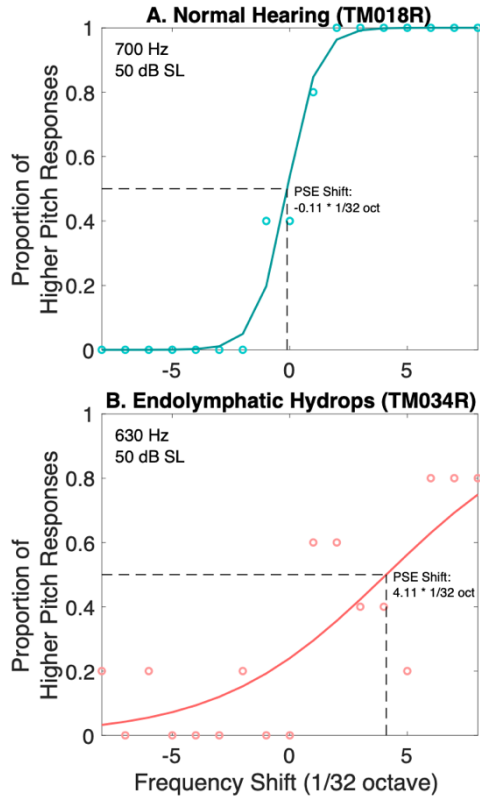 A. Normal Hearing (TM018R)
1
700 Hz
50 dB SL
0.8
Proportion of
Higher Pitch Responses
0.6
PSE Shift:
-0.11 * 1/32 oct
0.4
0.2
0
-5
0
5
B. Endolymphatic Hydrops (TM034R)
1
630 Hz
50 dB SL
0.8
Proportion of
Higher Pitch Responses
0.6
PSE Shift:
4.11 * 1/32 oct
0.4
0.2
0
-5
0
5
Frequency Shift (1/32 octave)